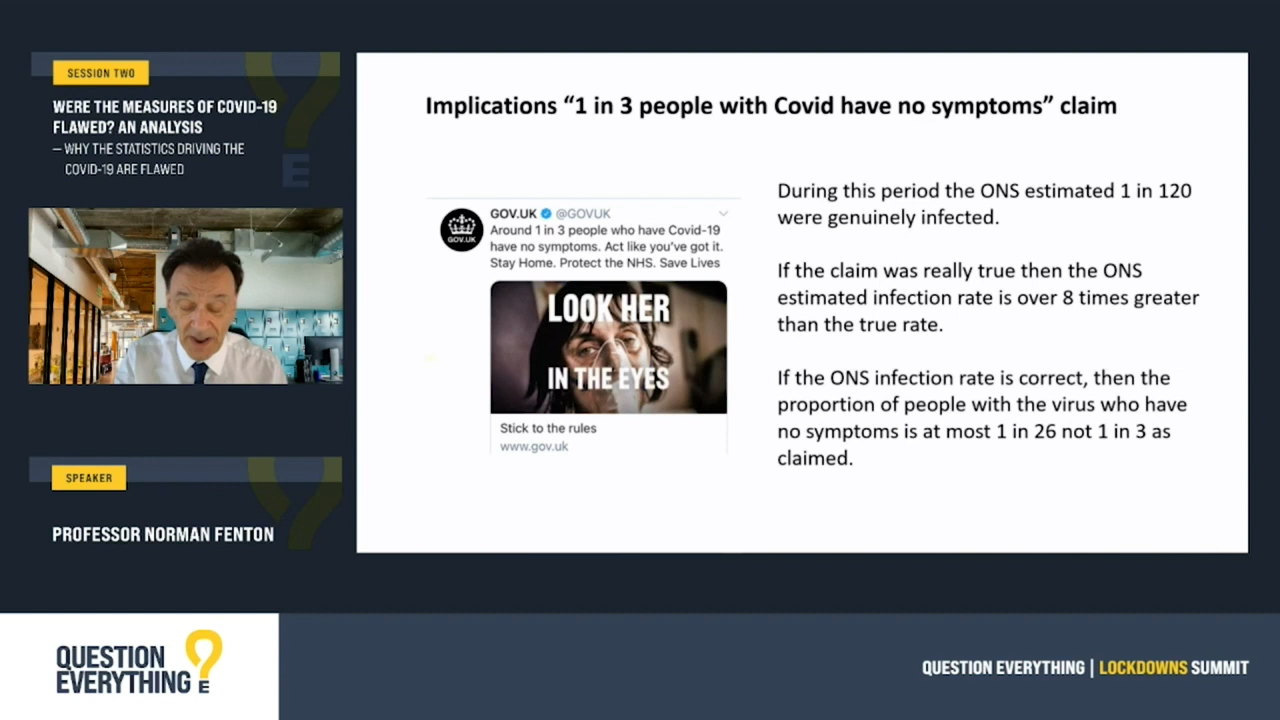 SESSION TWO
WERE THE MEASURES OF COVID-19
FLAWED? AN ANALYSIS
– WHY THE STATISTICS DRIVING THE
COVID-19 ARE FLAWED
E
SPEAKER
PROFESSOR NORMAN FENTON
Implications “1 in 3 people with Covid have no symptoms” claim
GOV.UK @GOVUK
GOV.UK
Around 1 in 3 people who have Covid-19
have no symptoms. Act like you've got it.
Stay Home. Protect the NHS. Save Lives
LOOK HER
IN THE EYES
Stick to the rules
www.gov.uk
During this period the ONS estimated 1 in 120
were genuinely infected.
If the claim was really true then the ONS
estimated infection rate is over 8 times greater
than the true rate.
If the ONS infection rate is correct, then the
proportion of people with the virus who have
no symptoms is at most 1 in 26 not 1 in 3 as
claimed.
QUESTION
EVERYTHING
E
QUESTION EVERYTHING | LOCKDOWNS SUMMIT